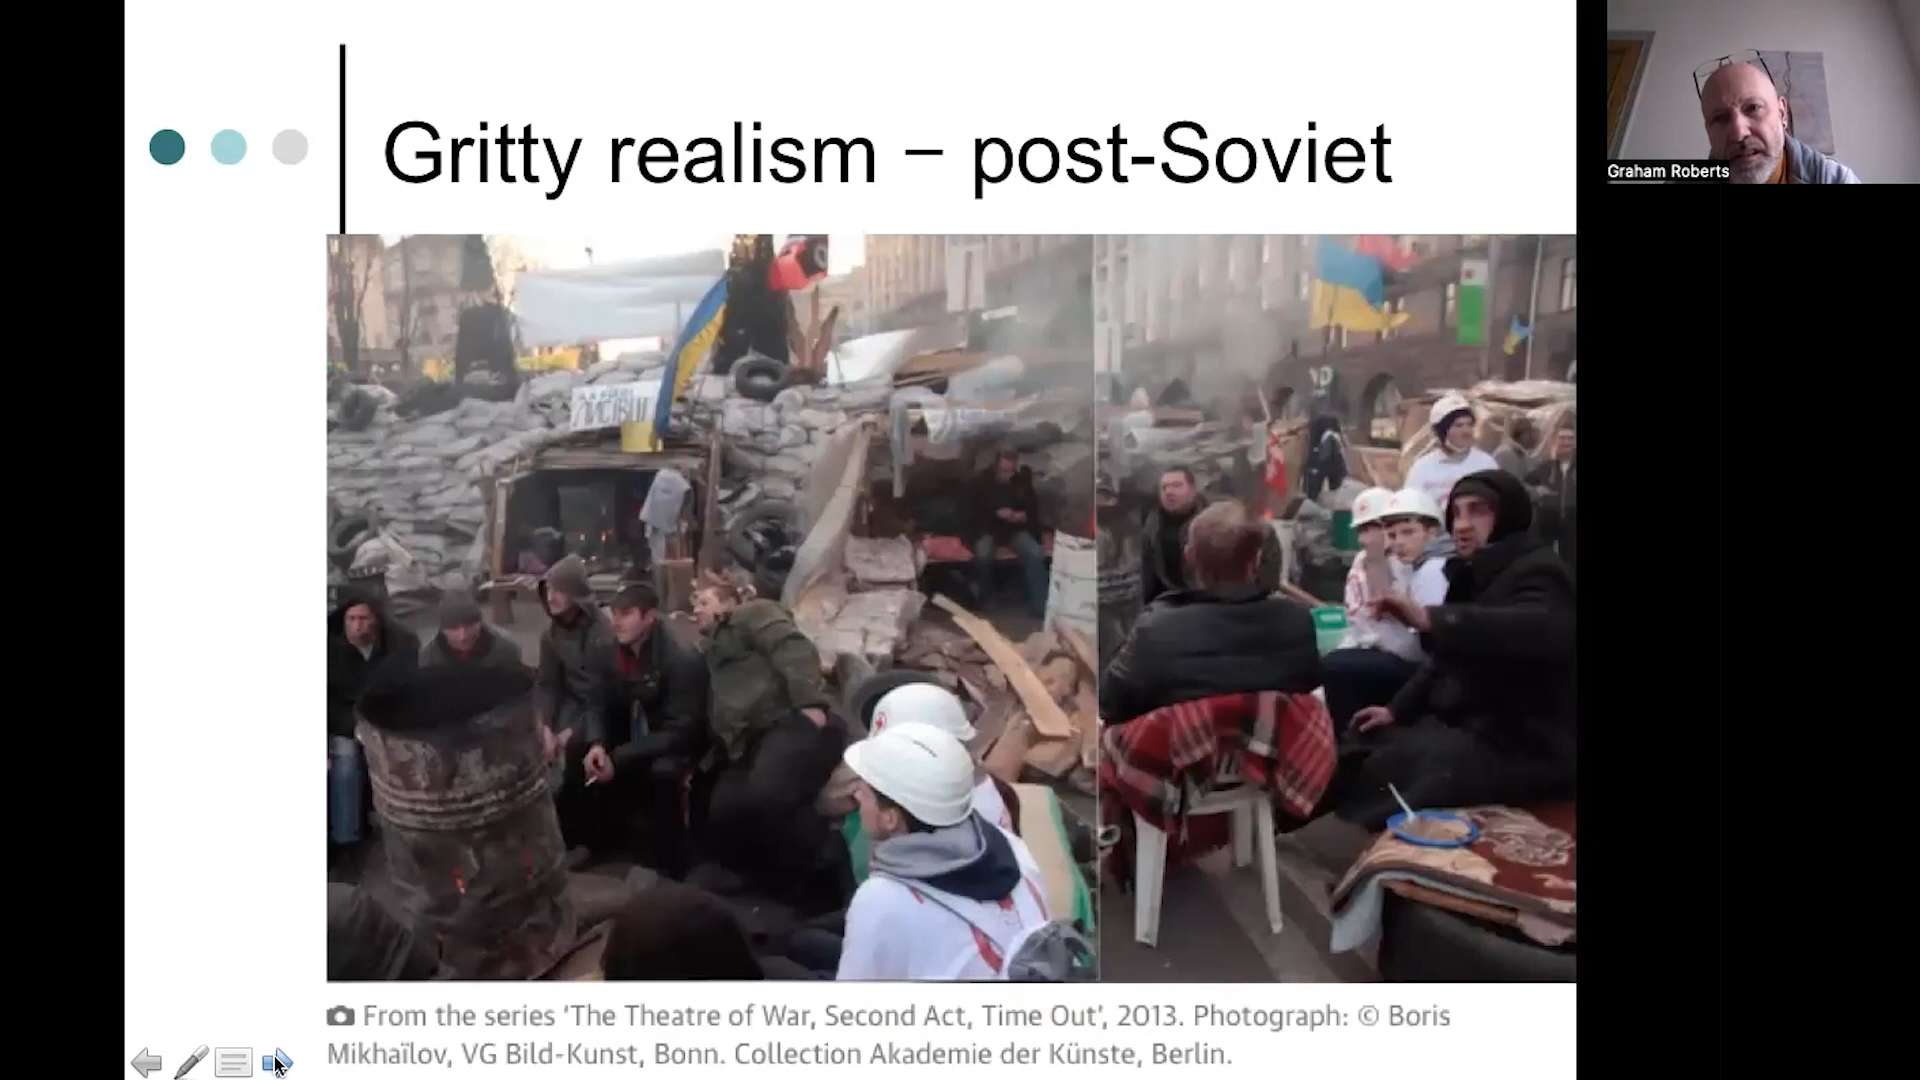 Gritty realism – post-Soviet
Graham Roberts
From the series ‘The Theatre of War, Second Act, Time Out’, 2013. Photograph: © Boris
Mikhaïlov, VG Bild-Kunst, Bonn. Collection Akademie der Künste, Berlin.